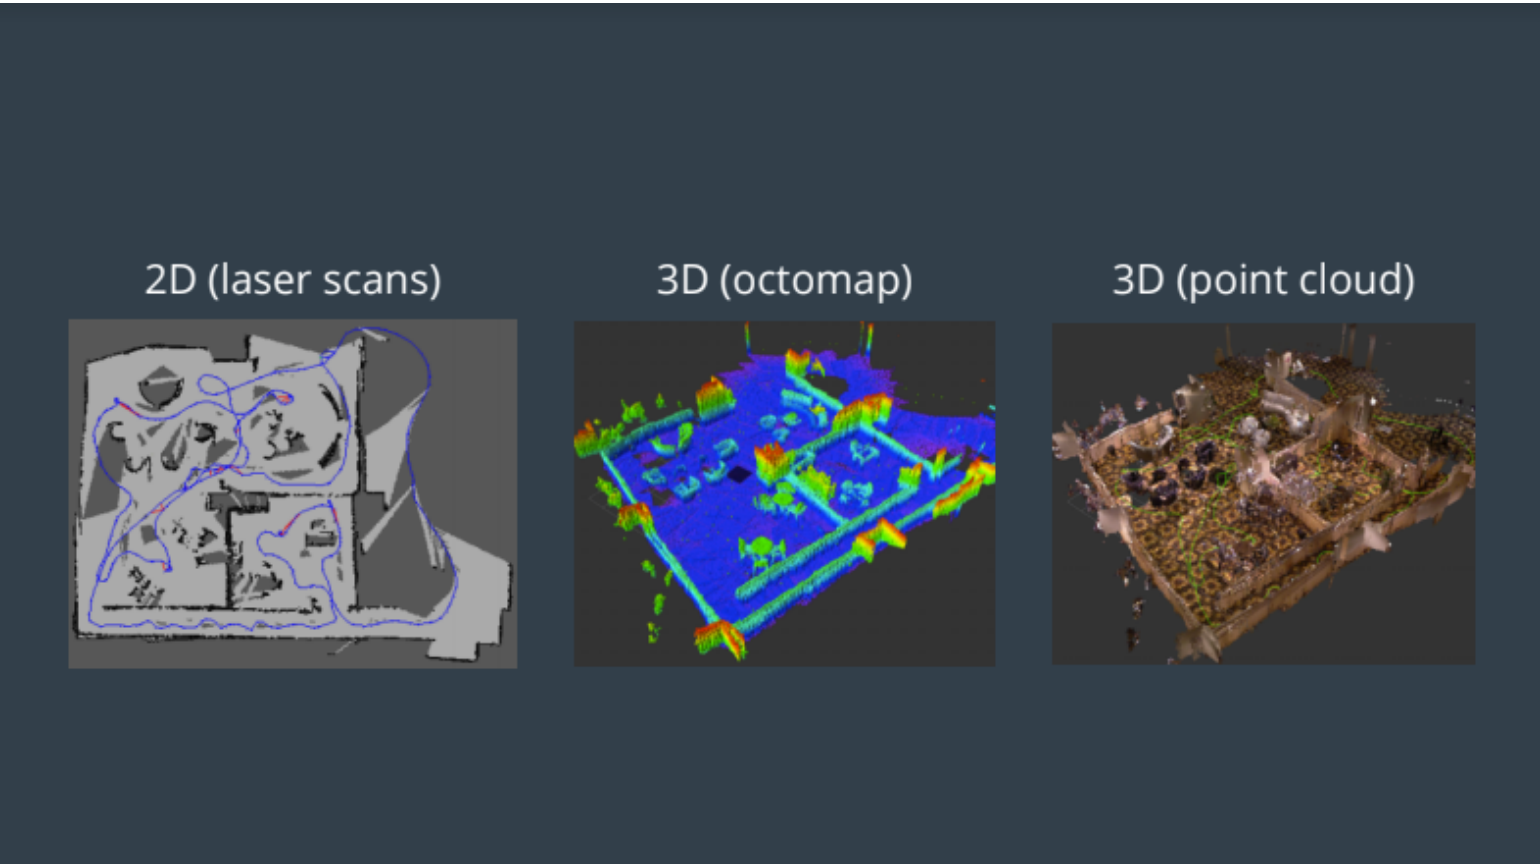 2D (laser scans)
3D (octomap)
3D (point cloud)